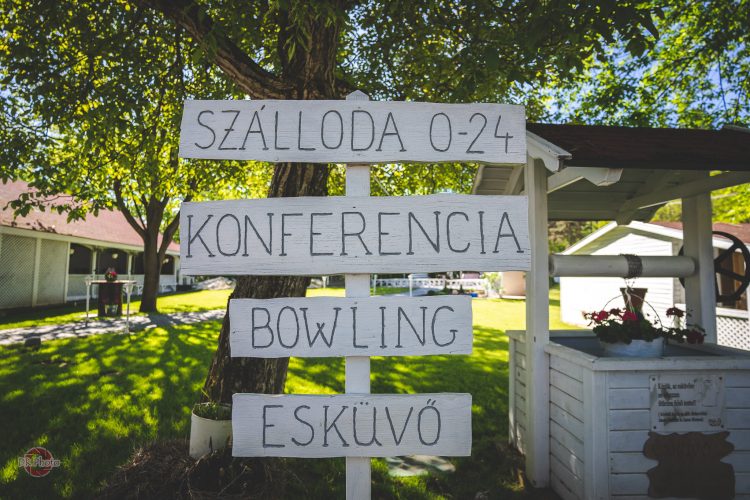 SZÁLLODA 0-24
KONFERENCIA
BOWLING
ESKÜVŐ